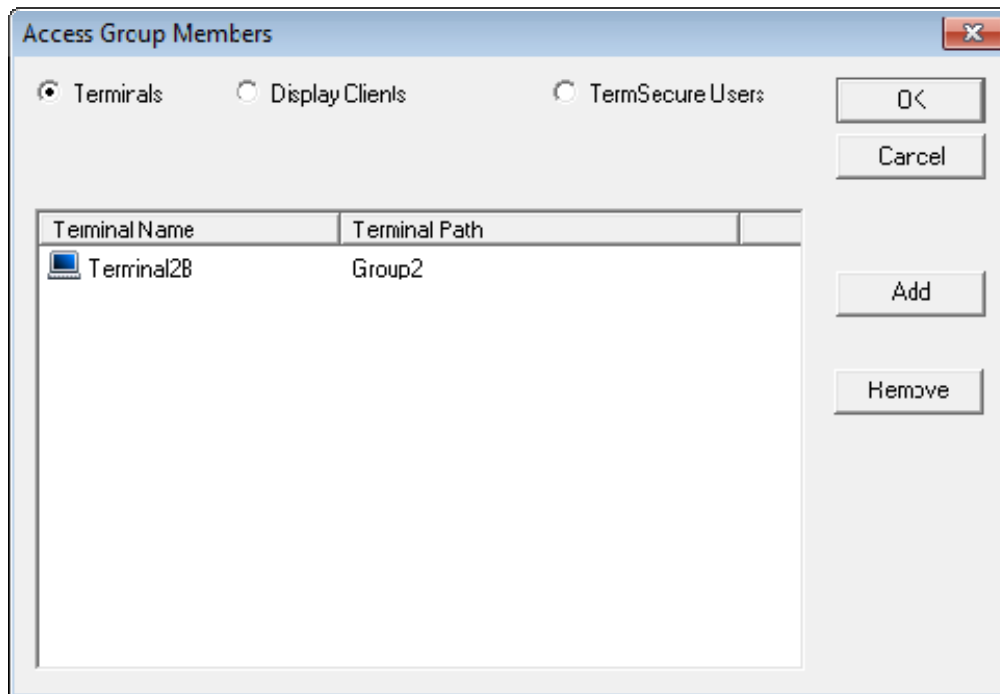 Access Group Members
Terminals Display Clients TermSecure Users
OK
Cancel
Terminal Name Terminal Path
Terminal2B Group2
Add
Remove